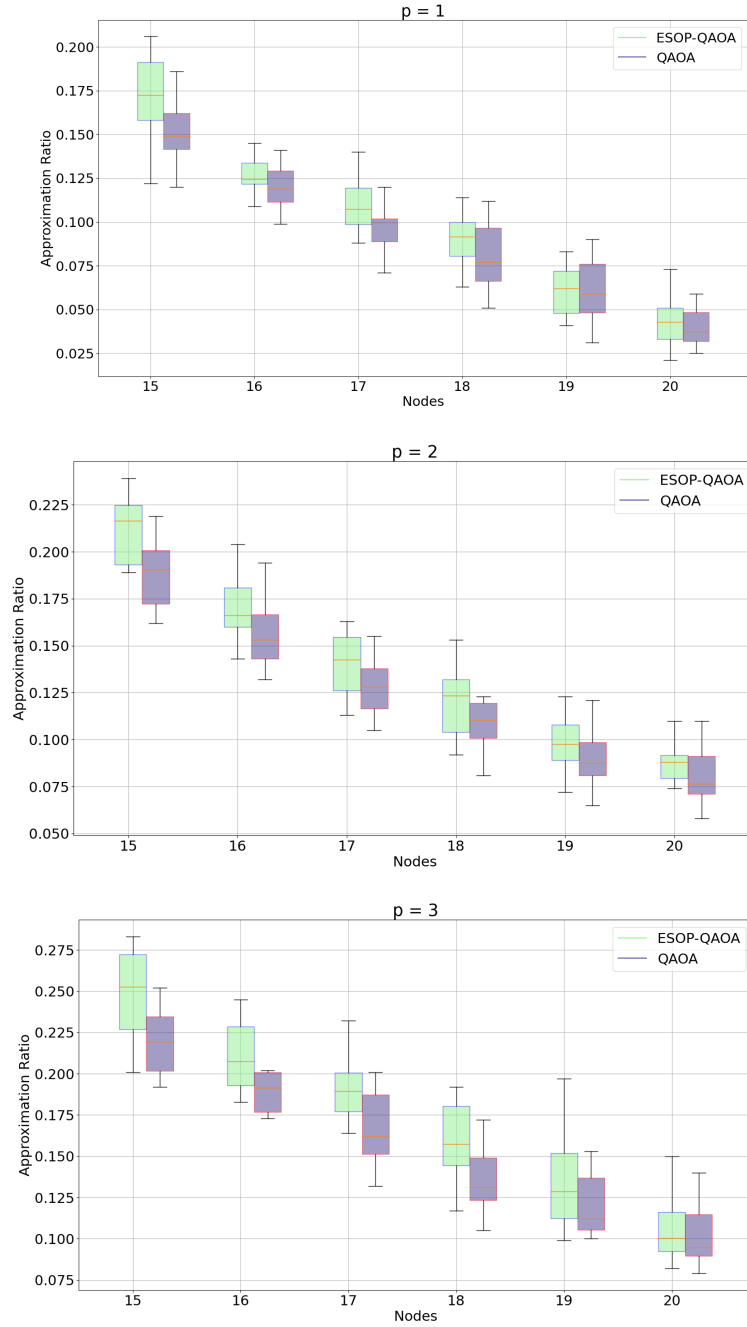 p = 1
0.200
0.175
0.150
0.125
0.100
0.075
0.050
0.025
Approximation Ratio
ESOP-QAOA
QAOA
15 16 17 18 19 20
Nodes
p = 2
0.225
0.200
0.175
0.150
0.125
0.100
0.075
0.050
Approximation Ratio
ESOP-QAOA
QAOA
15 16 17 18 19 20
Nodes
p = 3
0.275
0.250
0.225
0.200
0.175
0.150
0.125
0.100
0.075
Approximation Ratio
ESOP-QAOA
QAOA
15 16 17 18 19 20
Nodes